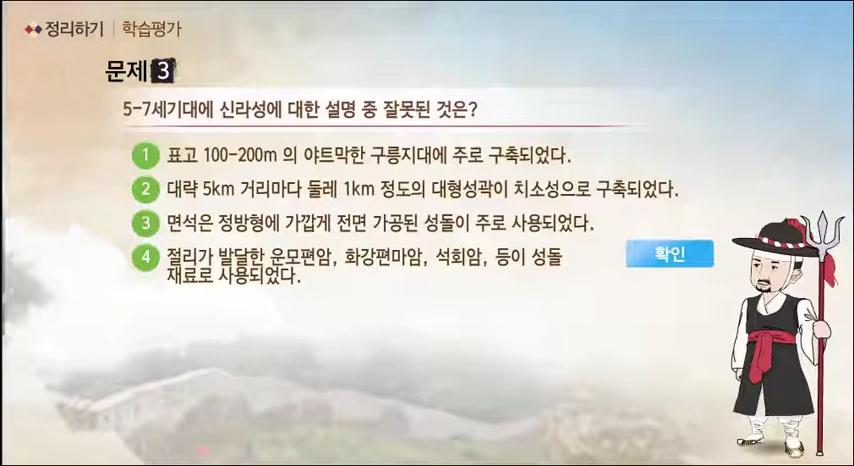 정리하기 | 학습평가
문제 3
5-7세기대에 신라성에 대한 설명 중 잘못된 것은?
1 표고 100-200m 의 야트막한 구릉지대에 주로 구축되었다.
2 대략 5km 거리마다 둘레 1km 정도의 대형성곽이 치소성으로 구축되었다.
3 면석은 정방형에 가깝게 전면 가공된 성돌이 주로 사용되었다.
4 절리가 발달한 운모편암, 화강편마암, 석회암, 등이 성돌
재료로 사용되었다.
확인